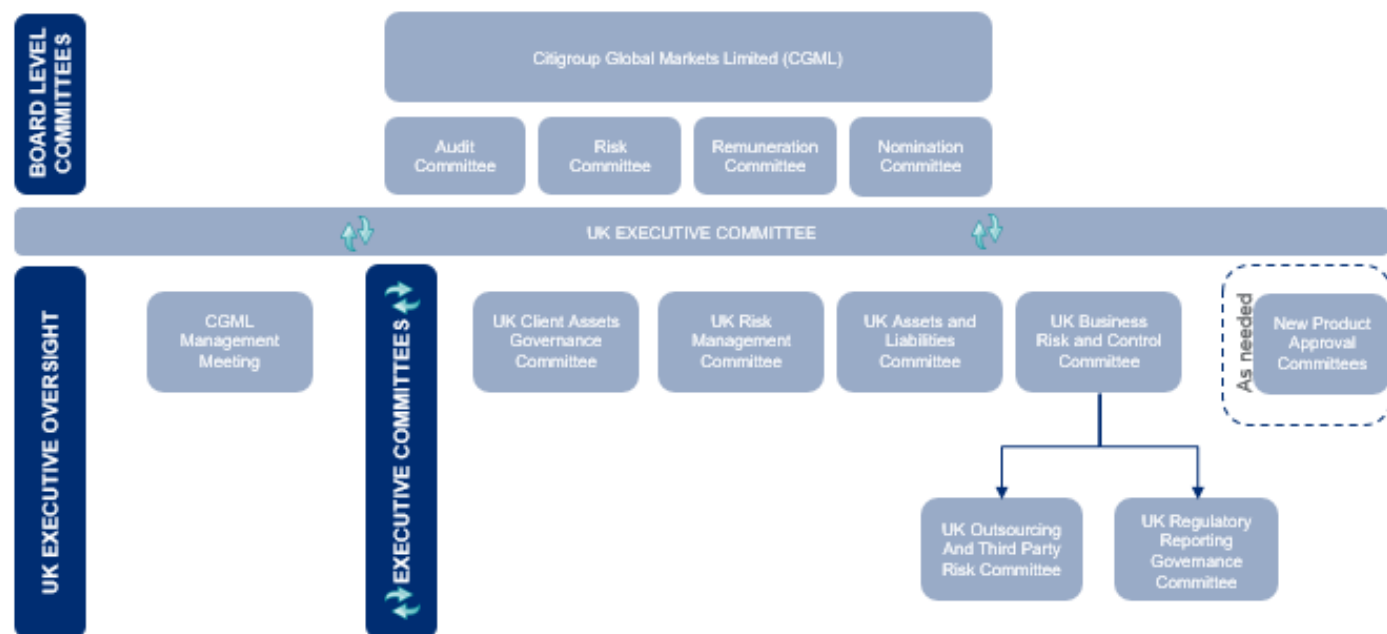 BOARD LEVEL
COMMITTEES
Citigroup Global Markets Limited (CGML)
Audit
Committee
Risk
Committee
Remuneration
Committee
Nomination
Committee
UK EXECUTIVE COMMITTEE
UK EXECUTIVE OVERSIGHT
CGML
Management
Meeting
EXECUTIVE COMMITTEES
UK Client Assets
Governance
Committee
UK Risk
Management
Committee
UK Assets and
Liabilities
Committee
UK Business
Risk and Control
Committee
As needed
New Product
Approval
Committees
UK Outsourcing
And Third Party
Risk Committee
UK Regulatory
Reporting
Governance
Committee